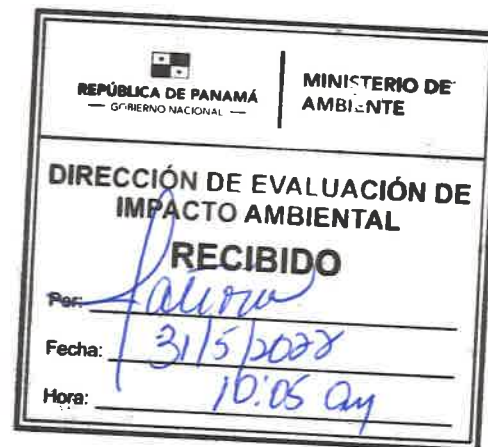 REPÚBLICA DE PANAMÁ
— GOBIERNO NACIONAL —
MINISTERIO DE
AMBIENTE
DIRECCIÓN DE EVALUACIÓN DE
IMPACTO AMBIENTAL
RECIBIDO
Por:
Fecha: 31/5/2022
Hora: 10:05 am